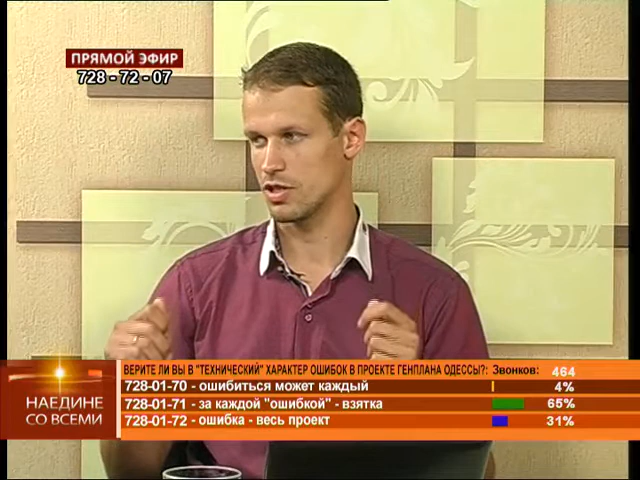 ПРЯМОЙ ЭФИР
728-72-07
ВЕРИТЕ ЛИ ВЫ В "ТЕХНИЧЕСКИЙ" ХАРАКТЕР ОШИБОК В ПРОЕКТЕ ГЕНПЛАНА ОДЕССЫ?: Звонков: 464
728-01-70 - ошибиться может каждый 4%
728-01-71 - за каждой "ошибкой" - взятка 65%
728-01-72 - ошибка - весь проект 31%
НАЕДИНЕ
СО ВСЕМИ